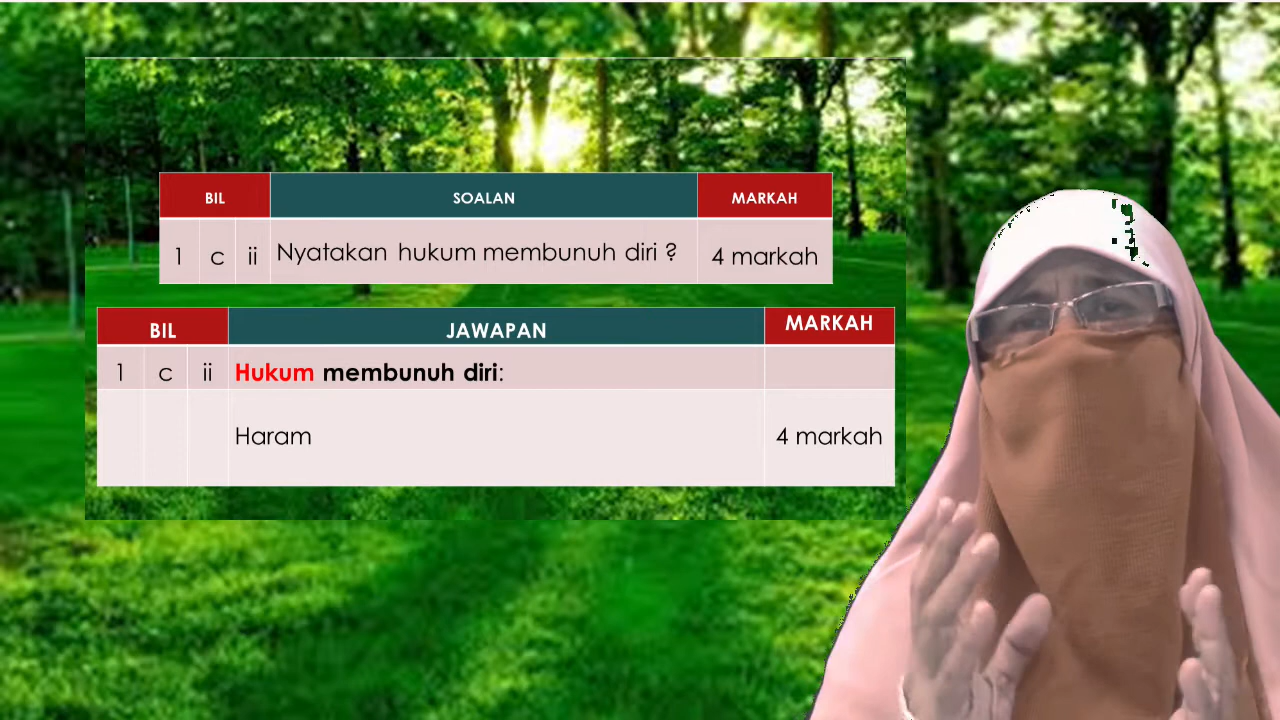 BIL SOALAN MARKAH
1 c ii Nyatakan hukum membunuh diri ? 4 markah
BIL JAWAPAN MARKAH
1 c ii Hukum membunuh diri:
Haram 4 markah